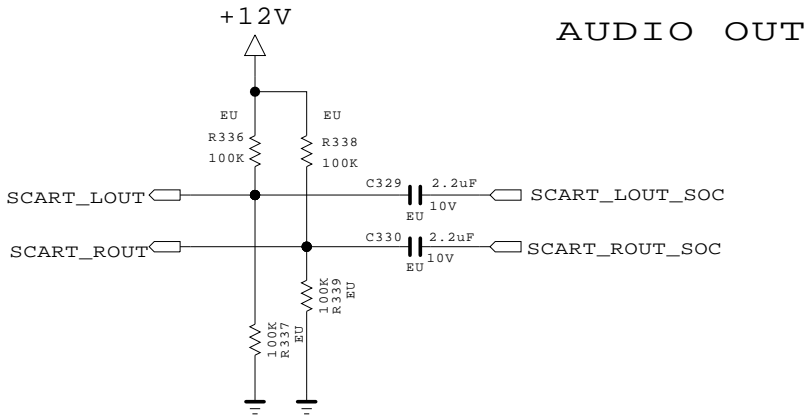 +12V
AUDIO OUT
EU
EU
R336
100K
R338
100K
C329
2.2uF
SCART_LOUT
SCART_LOUT_SOC
EU
10V
C330
2.2uF
SCART_ROUT
SCART_ROUT_SOC
EU
10V
100K
R339
EU
100K
R337
EU